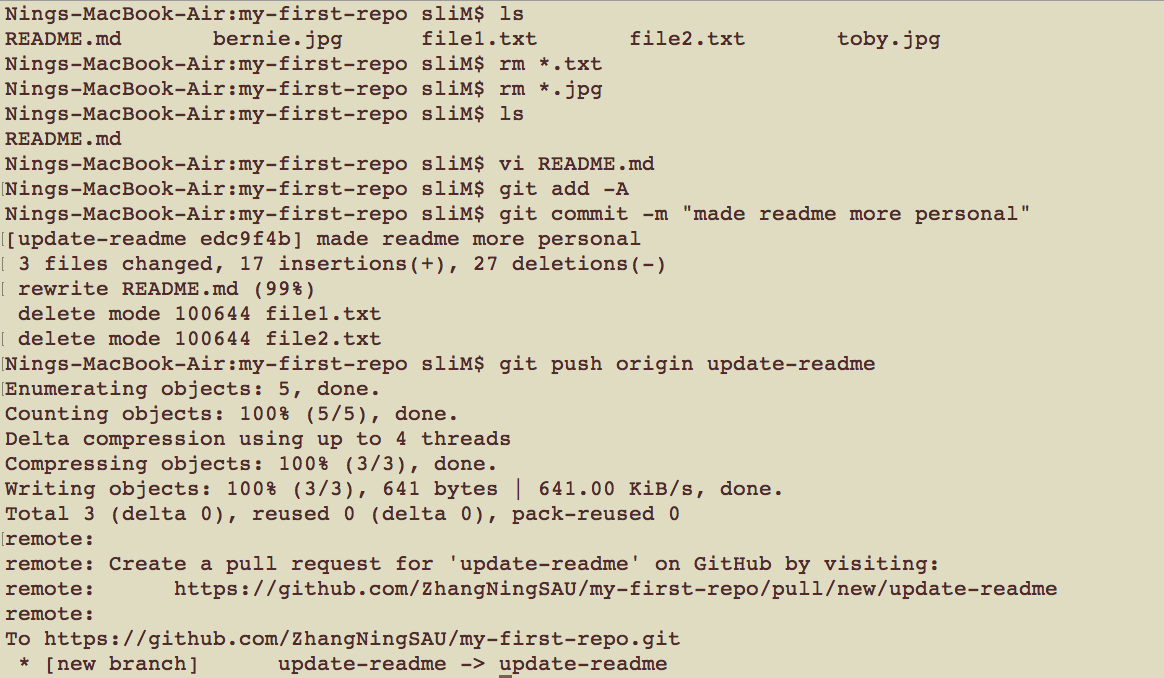 Nings-MacBook-Air:my-first-repo sliM$ ls
README.md       bernie.jpg      file1.txt       file2.txt       toby.jpg
Nings-MacBook-Air:my-first-repo sliM$ rm *.txt
Nings-MacBook-Air:my-first-repo sliM$ rm *.jpg
Nings-MacBook-Air:my-first-repo sliM$ ls
README.md
Nings-MacBook-Air:my-first-repo sliM$ vi README.md
Nings-MacBook-Air:my-first-repo sliM$ git add -A
Nings-MacBook-Air:my-first-repo sliM$ git commit -m "made readme more personal"
[update-readme edc9f4b] made readme more personal
 3 files changed, 17 insertions(+), 27 deletions(-)
 rewrite README.md (99%)
 delete mode 100644 file1.txt
 delete mode 100644 file2.txt
Nings-MacBook-Air:my-first-repo sliM$ git push origin update-readme
Enumerating objects: 5, done.
Counting objects: 100% (5/5), done.
Delta compression using up to 4 threads
Compressing objects: 100% (3/3), done.
Writing objects: 100% (3/3), 641 bytes | 641.00 KiB/s, done.
Total 3 (delta 0), reused 0 (delta 0), pack-reused 0
remote:
remote: Create a pull request for 'update-readme' on GitHub by visiting:
remote:      https://github.com/ZhangNingSAU/my-first-repo/pull/new/update-readme
remote:
To https://github.com/ZhangNingSAU/my-first-repo.git
 * [new branch]      update-readme -> update-readme